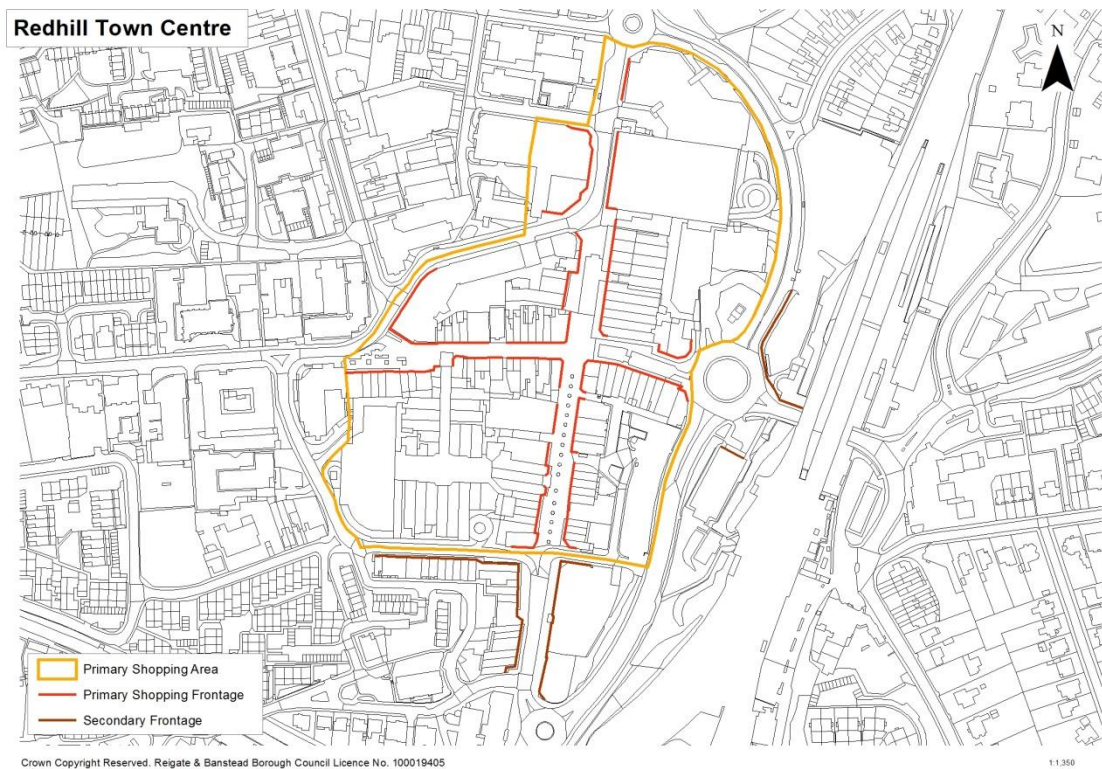 Redhill Town Centre
N
Primary Shopping Area
Primary Shopping Frontage
Secondary Frontage
Crown Copyright Reserved. Reigate & Banstead Borough Council Licence No. 100019405
1:1,350